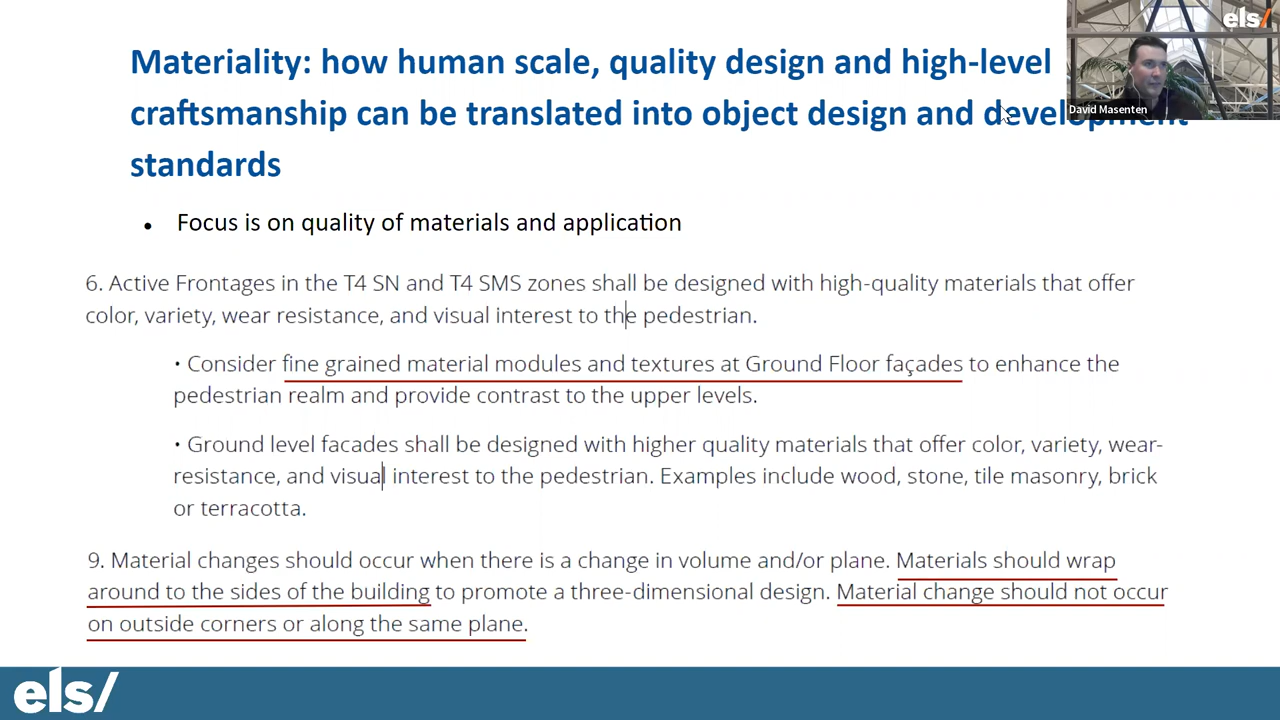 els/
Materiality: how human scale, quality design and high-level
David Masenten
craftsmanship can be translated into object design and development
standards
• Focus is on quality of materials and application
6. Active Frontages in the T4 SN and T4 SMS zones shall be designed with high-quality materials that offer
color, variety, wear resistance, and visual interest to the pedestrian.
• Consider fine grained material modules and textures at Ground Floor façades to enhance the
pedestrian realm and provide contrast to the upper levels.
• Ground level facades shall be designed with higher quality materials that offer color, variety, wear-
resistance, and visual interest to the pedestrian. Examples include wood, stone, tile masonry, brick
or terracotta.
9. Material changes should occur when there is a change in volume and/or plane. Materials should wrap
around to the sides of the building to promote a three-dimensional design. Material change should not occur
on outside corners or along the same plane.
els/